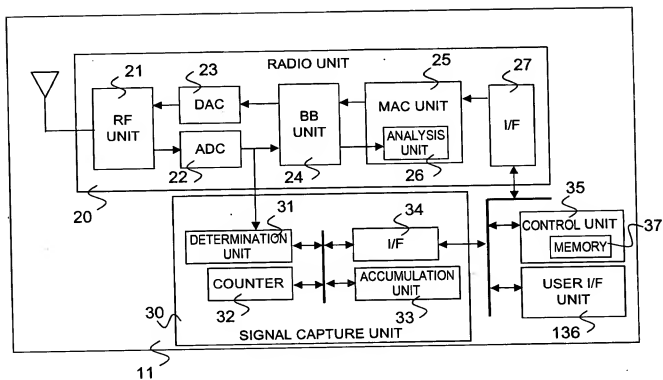 RADIO UNIT
21
23
25
27
RF
UNIT
DAC
ADC
22
BB
UNIT
24
MAC UNIT
ANALYSIS
UNIT
26
I/F
20
31
34
35
37
DETERMINATION
UNIT
I/F
CONTROL UNIT
MEMORY
COUNTER
32
ACCUMULATION
UNIT
33
USER I/F
UNIT
136
30
SIGNAL CAPTURE UNIT
11